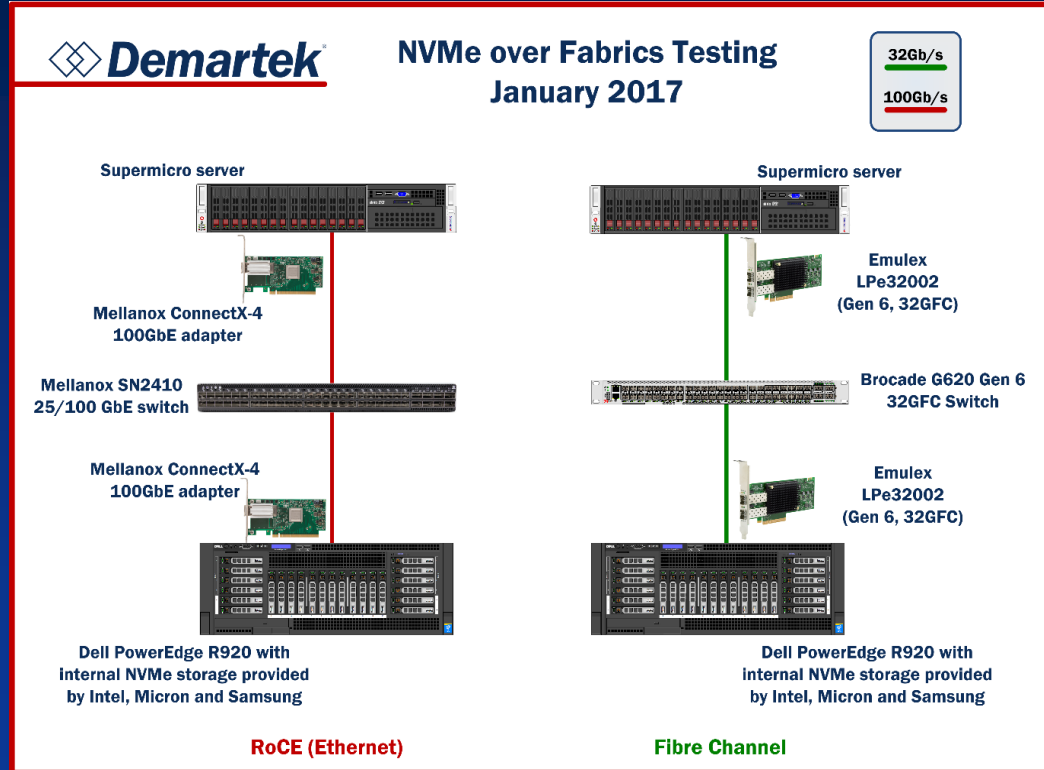 Demartek
NVMe over Fabrics Testing
January 2017
32Gb/s
100Gb/s
Supermicro server
Mellanox ConnectX-4
100GbE adapter
Mellanox SN2410
25/100 GbE switch
Mellanox ConnectX-4
100GbE adapter
Dell PowerEdge R920 with
internal NVMe storage provided
by Intel, Micron and Samsung
RoCE (Ethernet)
Supermicro server
Emulex
LPe32002
(Gen 6, 32GFC)
Brocade G620 Gen 6
32GFC Switch
Emulex
LPe32002
(Gen 6, 32GFC)
Dell PowerEdge R920 with
internal NVMe storage provided
by Intel, Micron and Samsung
Fibre Channel